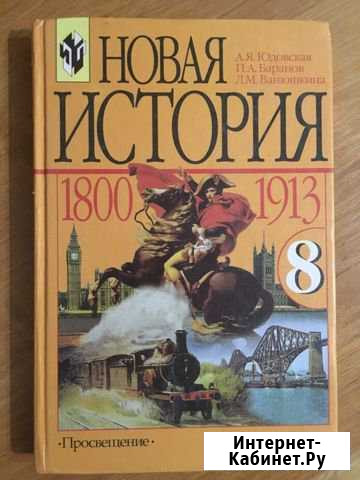 НОВАЯ
А.Я.Юдовская
П.А.Баранов
Л.М.Ванюшкина
ИСТОРИЯ
1800
1913
8
•Просвещение•
Интернет-
Кабинет.Ру